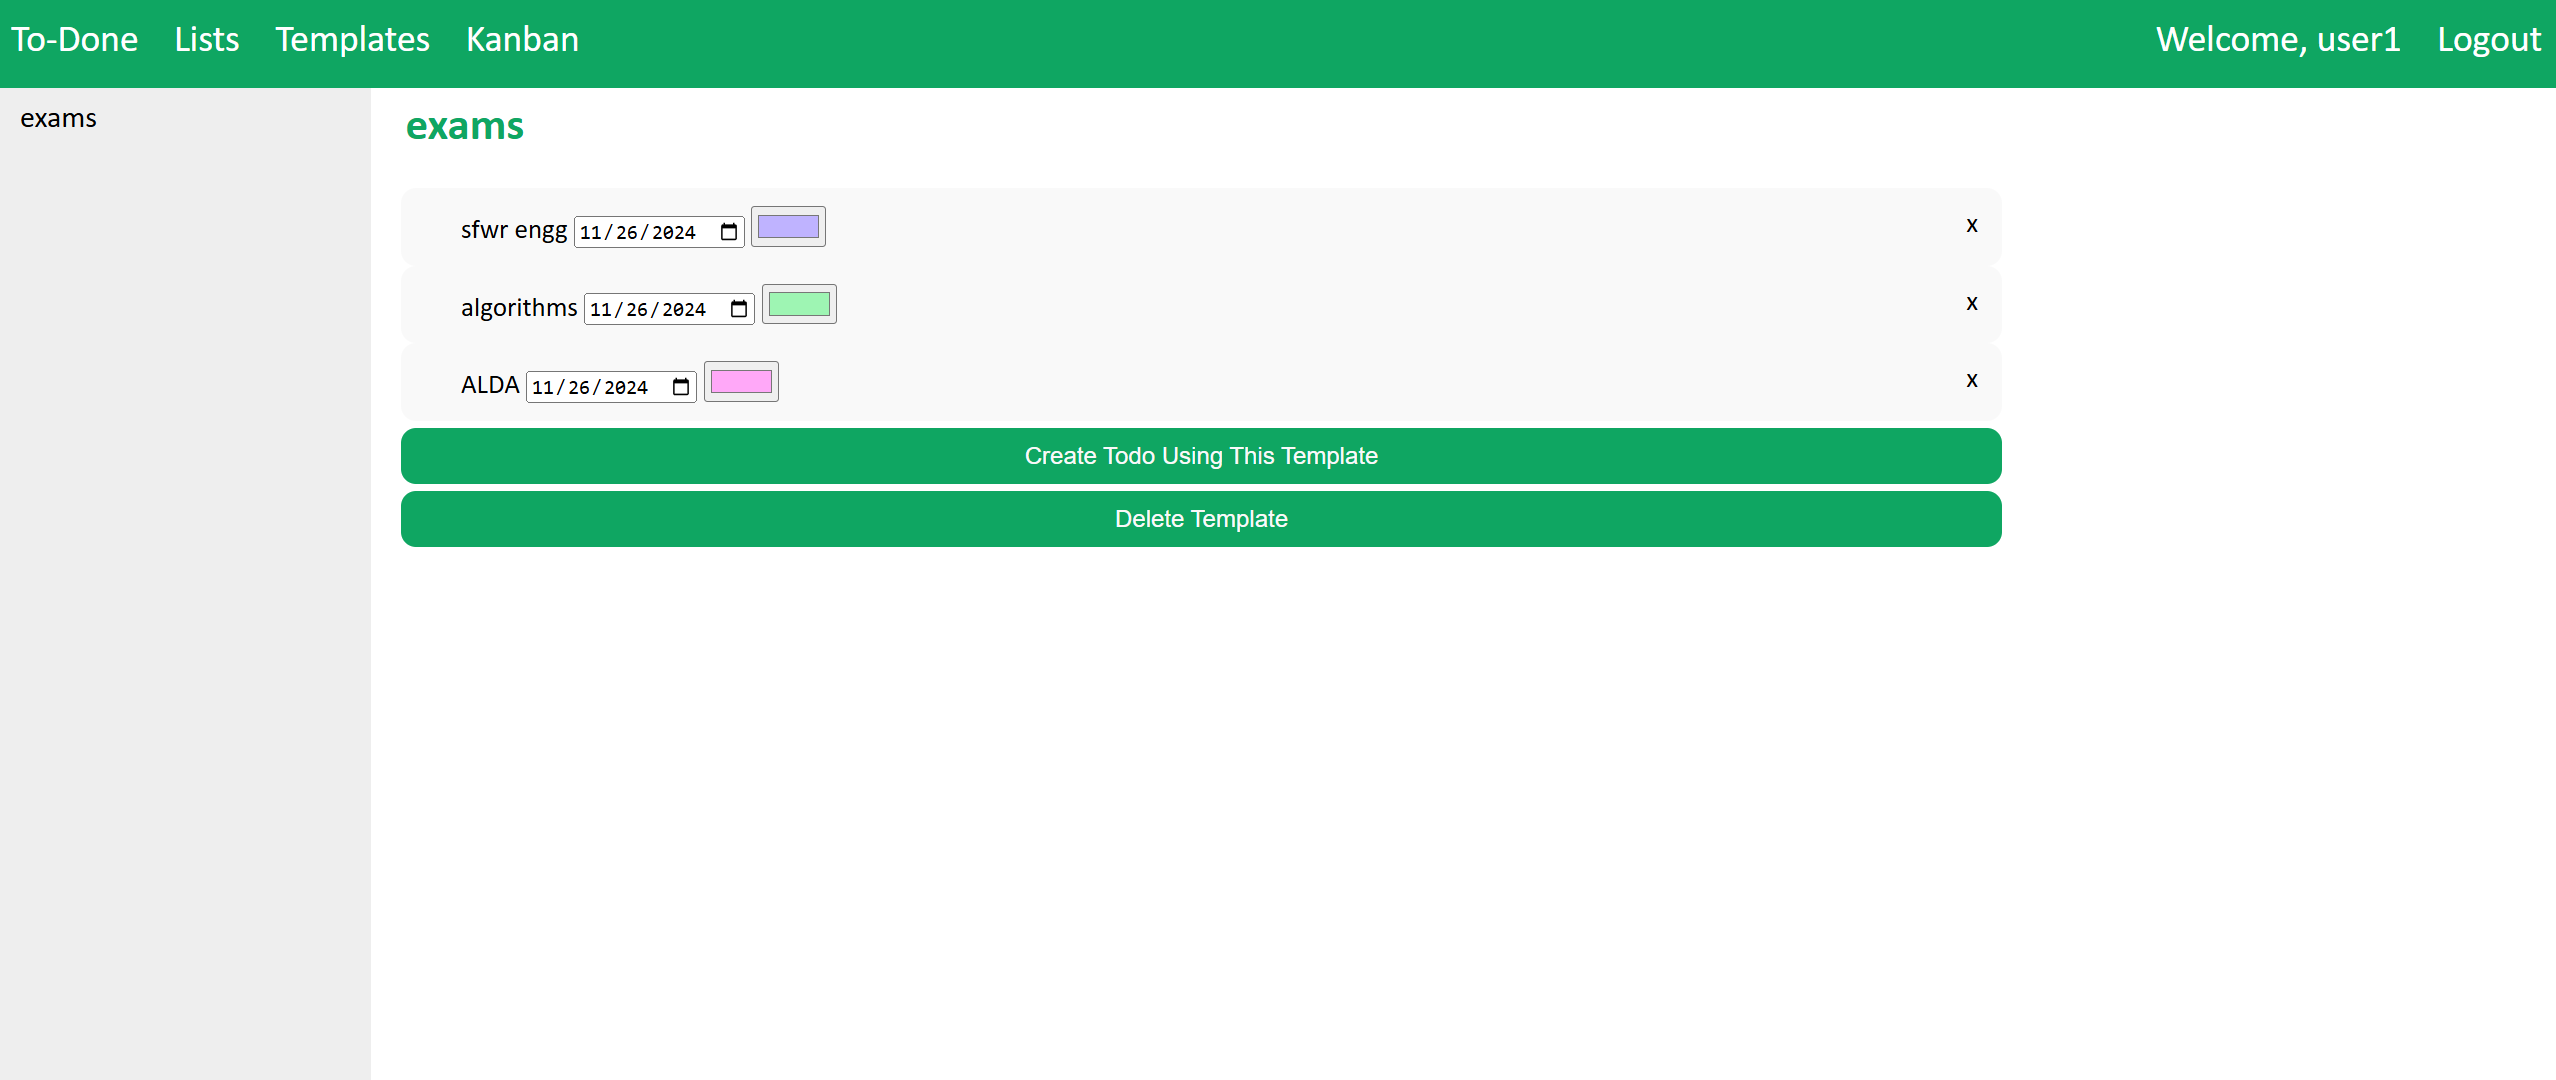 To-Done Lists Templates Kanban Welcome, user1 Logout
exams
exams
sfwr engg 11/26/2024 x
algorithms 11/26/2024 x
ALDA 11/26/2024 x
Create Todo Using This Template
Delete Template